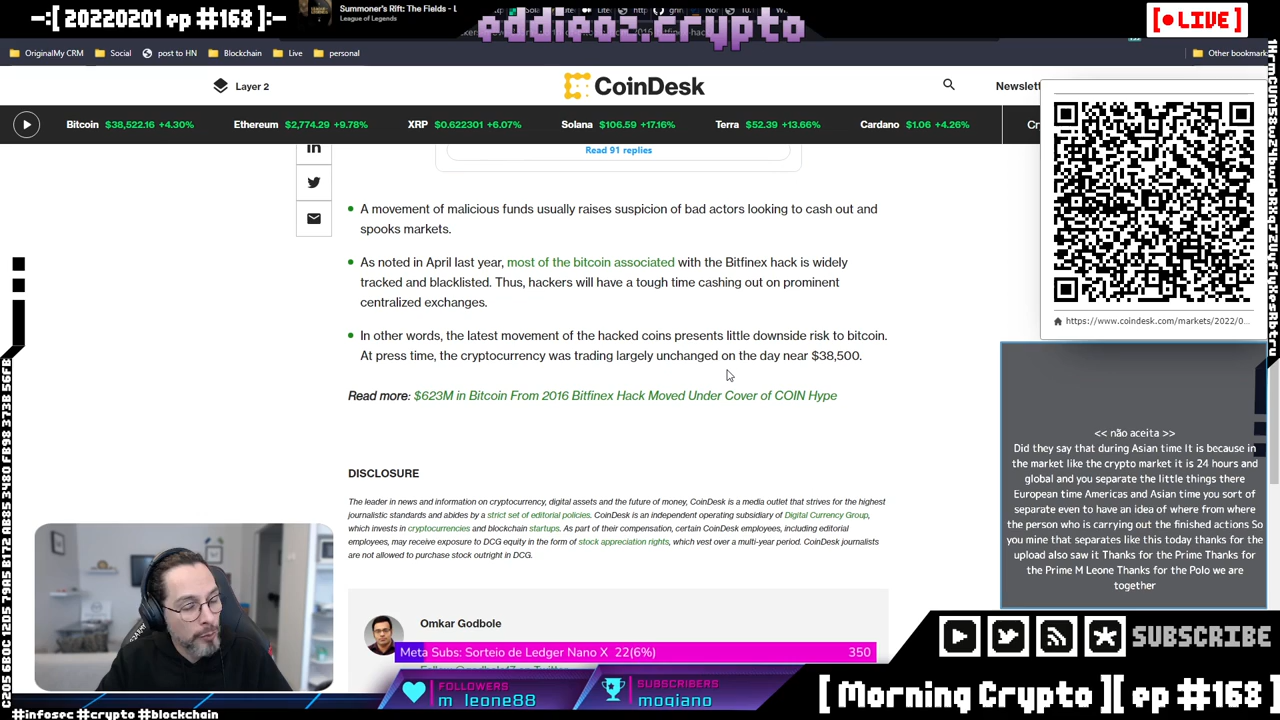 -:[ 20220201 ep #168 ]:-
Summoner's Rift: The Fields - L
League of Legends
eddieoz.crypto
[ • LIVE ]
OriginalMy CRM
Social
post to HN
Blockchain
Live
personal
Other bookmark
Layer 2
CoinDesk
Newslett
Bitcoin $38,522.16 +4.30%
Ethereum $2,774.29 +9.78%
XRP $0.622301 +6.07%
Solana $106.59 +17.16%
Terra $52.39 +13.66%
Cardano $1.06 +4.26%
Cr
Read 91 replies
A movement of malicious funds usually raises suspicion of bad actors looking to cash out and
spooks markets.
As noted in April last year, most of the bitcoin associated with the Bitfinex hack is widely
tracked and blacklisted. Thus, hackers will have a tough time cashing out on prominent
centralized exchanges.
In other words, the latest movement of the hacked coins presents little downside risk to bitcoin.
At press time, the cryptocurrency was trading largely unchanged on the day near $38,500.
Read more: $623M in Bitcoin From 2016 Bitfinex Hack Moved Under Cover of COIN Hype
DISCLOSURE
The leader in news and information on cryptocurrency, digital assets and the future of money, CoinDesk is a media outlet that strives for the highest
journalistic standards and abides by a strict set of editorial policies. CoinDesk is an independent operating subsidiary of Digital Currency Group,
which invests in cryptocurrencies and blockchain startups. As part of their compensation, certain CoinDesk employees, including editorial
employees, may receive exposure to DCG equity in the form of stock appreciation rights, which vest over a multi-year period. CoinDesk journalists
are not allowed to purchase stock outright in DCG.
Omkar Godbole
https://www.coindesk.com/markets/2022/0...
<< não aceita >>
Did they say that during Asian time It is because in
the market like the crypto market it is 24 hours and
global and you separate the little things there
European time Americas and Asian time you sort of
separate even to have an idea of where from where
the person who is carrying out the finished actions So
you mine that separates like this today thanks for the
upload also saw it Thanks for the Prime Thanks for
the Prime M Leone Thanks for the Polo we are
together
Meta Subs: Sorteio de Ledger Nano X 22(6%)
350
FOLLOWERS
m_leone88
SUBSCRIBERS
mogiano
SUBSCRIBE
[ Morning Crypto ][ ep #168 ]
#infosec #crypto #blockchain